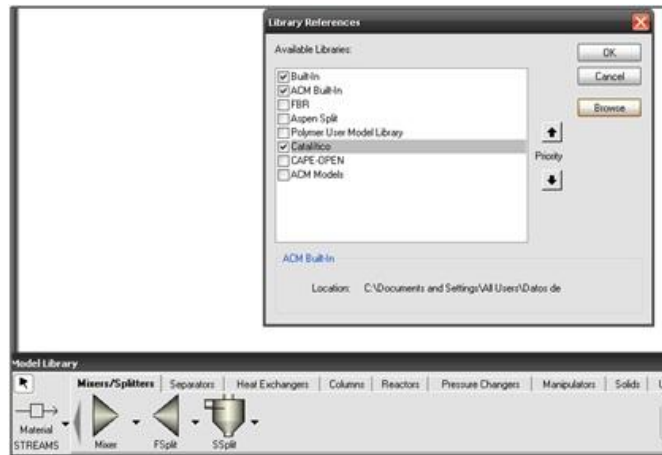 Library References
Available Libraries:
OK
Built-In
Cancel
ACM Built-In
FBR
Browse
Aspen Split
Polymer User Model Library
Catalítico
Priority
CAPE-OPEN
ACM Models
ACM Built-In
Location: C:\Documents and Settings\All Users\Datos de
Model Library
Mixers/Splitters Separators Heat Exchangers Columns Reactors Pressure Changers Manipulators Solids
Material
STREAMS Mixer FSplit SSplit